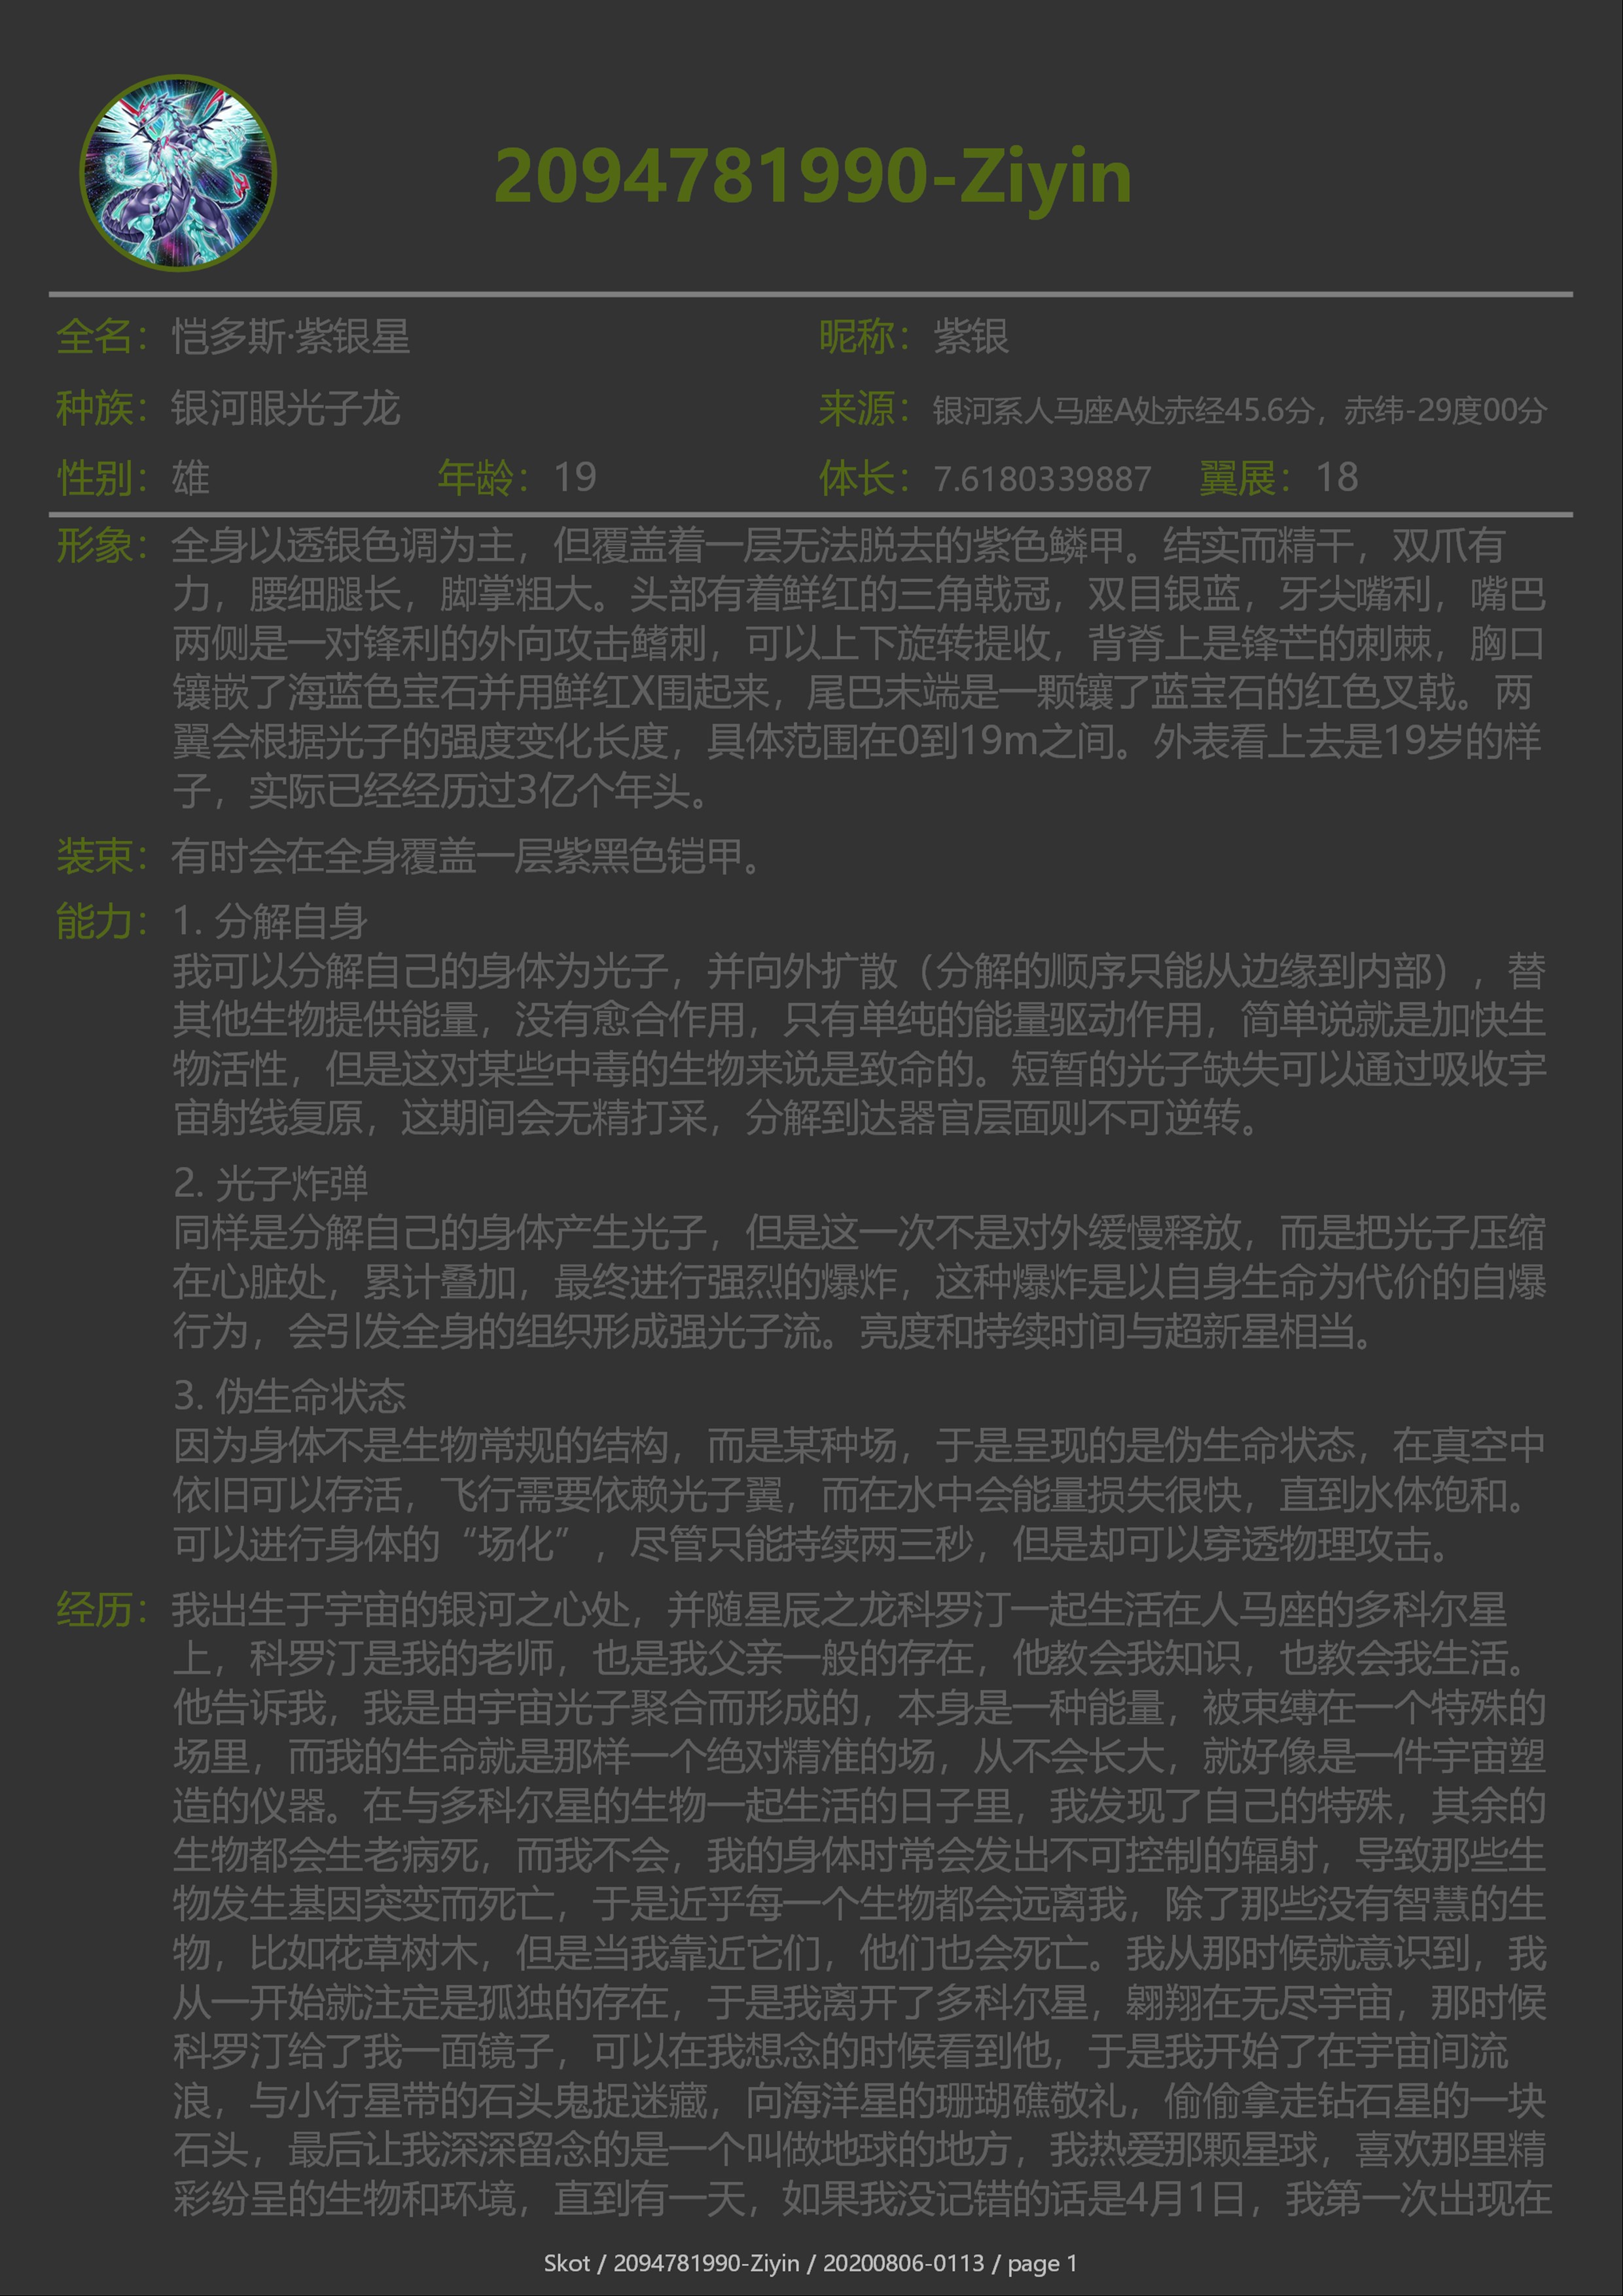 2094781990-Ziyin
全名：恺多斯·紫银星 昵称：紫银
种族：银河眼光子龙 来源：银河系人马座A处赤经45.6分，赤纬-29度00分
性别：雄 年龄：19 体长：7.6180339887 翼展：18
形象：全身以透银色调为主，但覆盖着一层无法脱去的紫色鳞甲。结实而精干，双爪有
力，腰细腿长，脚掌粗大。头部有着鲜红的三角戟冠，双目银蓝，牙尖嘴利，嘴巴
两侧是一对锋利的外向攻击鳍刺，可以上下旋转提收，背脊上是锋芒的刺棘，胸口
镶嵌了海蓝色宝石并用鲜红X围起来，尾巴末端是一颗镶了蓝宝石的红色叉戟。两
翼会根据光子的强度变化长度，具体范围在0到19m之间。外表看上去是19岁的样
子，实际已经经历过3亿个年头。
装束：有时会在全身覆盖一层紫黑色铠甲。
能力：1. 分解自身
我可以分解自己的身体为光子，并向外扩散（分解的顺序只能从边缘到内部），替
其他生物提供能量，没有愈合作用，只有单纯的能量驱动作用，简单说就是加快生
物活性，但是这对某些中毒的生物来说是致命的。短暂的光子缺失可以通过吸收宇
宙射线复原，这期间会无精打采，分解到达器官层面则不可逆转。
2. 光子炸弹
同样是分解自己的身体产生光子，但是这一次不是对外缓慢释放，而是把光子压缩
在心脏处，累计叠加，最终进行强烈的爆炸，这种爆炸是以自身生命为代价的自爆
行为，会引发全身的组织形成强光子流。亮度和持续时间与超新星相当。
3. 伪生命状态
因为身体不是生物常规的结构，而是某种场，于是呈现的是伪生命状态，在真空中
依旧可以存活，飞行需要依赖光子翼，而在水中会能量损失很快，直到水体饱和。
可以进行身体的“场化”，尽管只能持续两三秒，但是却可以穿透物理攻击。
经历：我出生于宇宙的银河之心处，并随星辰之龙科罗汀一起生活在人马座的多科尔星
上，科罗汀是我的老师，也是我父亲一般的存在，他教会我知识，也教会我生活。
他告诉我，我是由宇宙光子聚合而形成的，本身是一种能量，被束缚在一个特殊的
场里，而我的生命就是那样一个绝对精准的场，从不会长大，就好像是一件宇宙塑
造的仪器。在与多科尔星的生物一起生活的日子里，我发现了自己的特殊，其余的
生物都会生老病死，而我不会，我的身体时常会发出不可控制的辐射，导致那些生
物发生基因突变而死亡，于是近乎每一个生物都会远离我，除了那些没有智慧的生
物，比如花草树木，但是当我靠近它们，他们也会死亡。我从那时候就意识到，我
从一开始就注定是孤独的存在，于是我离开了多科尔星，翱翔在无尽宇宙，那时候
科罗汀给了我一面镜子，可以在我想念的时候看到他，于是我开始了在宇宙间流
浪，与小行星带的石头鬼捉迷藏，向海洋星的珊瑚礁敬礼，偷偷拿走钻石星的一块
石头，最后让我深深留念的是一个叫做地球的地方，我热爱那颗星球，喜欢那里精
彩纷呈的生物和环境，直到有一天，如果我没记错的话是4月1日，我第一次出现在
Skot / 2094781990-Ziyin / 20200806-0113 / page 1